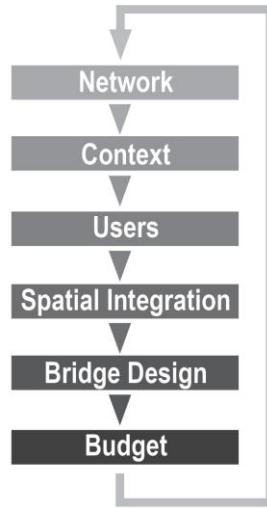 Network
Context
Users
Spatial Integration
Bridge Design
Budget